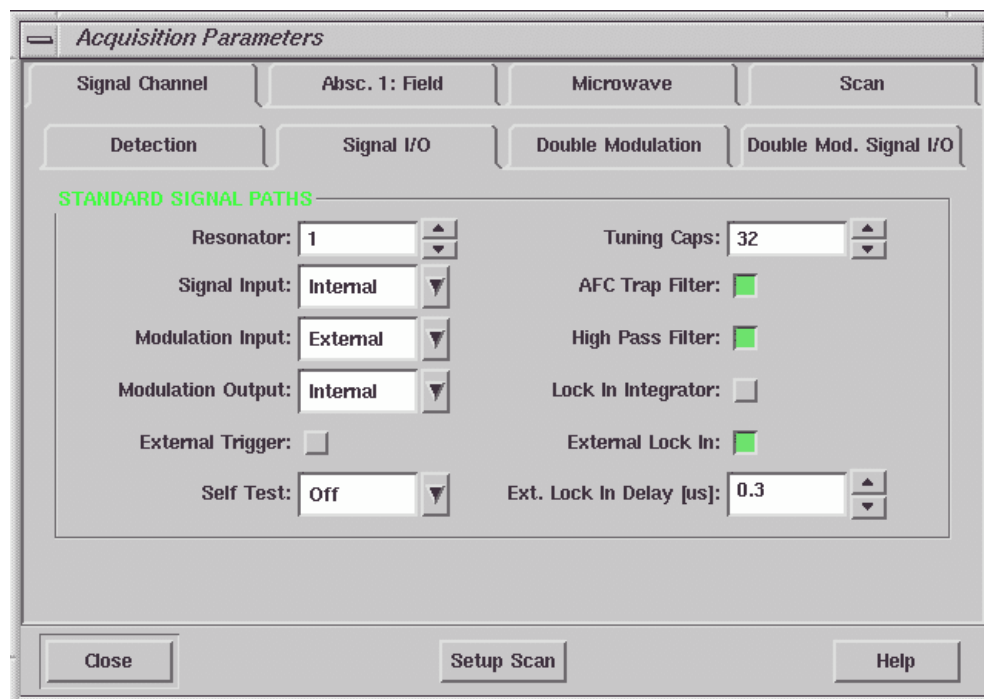 Acquisition Parameters
Signal Channel Absc. 1: Field Microwave Scan
Detection Signal I/O Double Modulation Double Mod. Signal I/O
STANDARD SIGNAL PATHS
Resonator: 1 Tuning Caps: 32
Signal Input: Internal AFC Trap Filter:
Modulation Input: External High Pass Filter:
Modulation Output: Internal Lock In Integrator:
External Trigger: External Lock In:
Self Test: Off Ext. Lock In Delay [us]: 0.3
Close Setup Scan Help